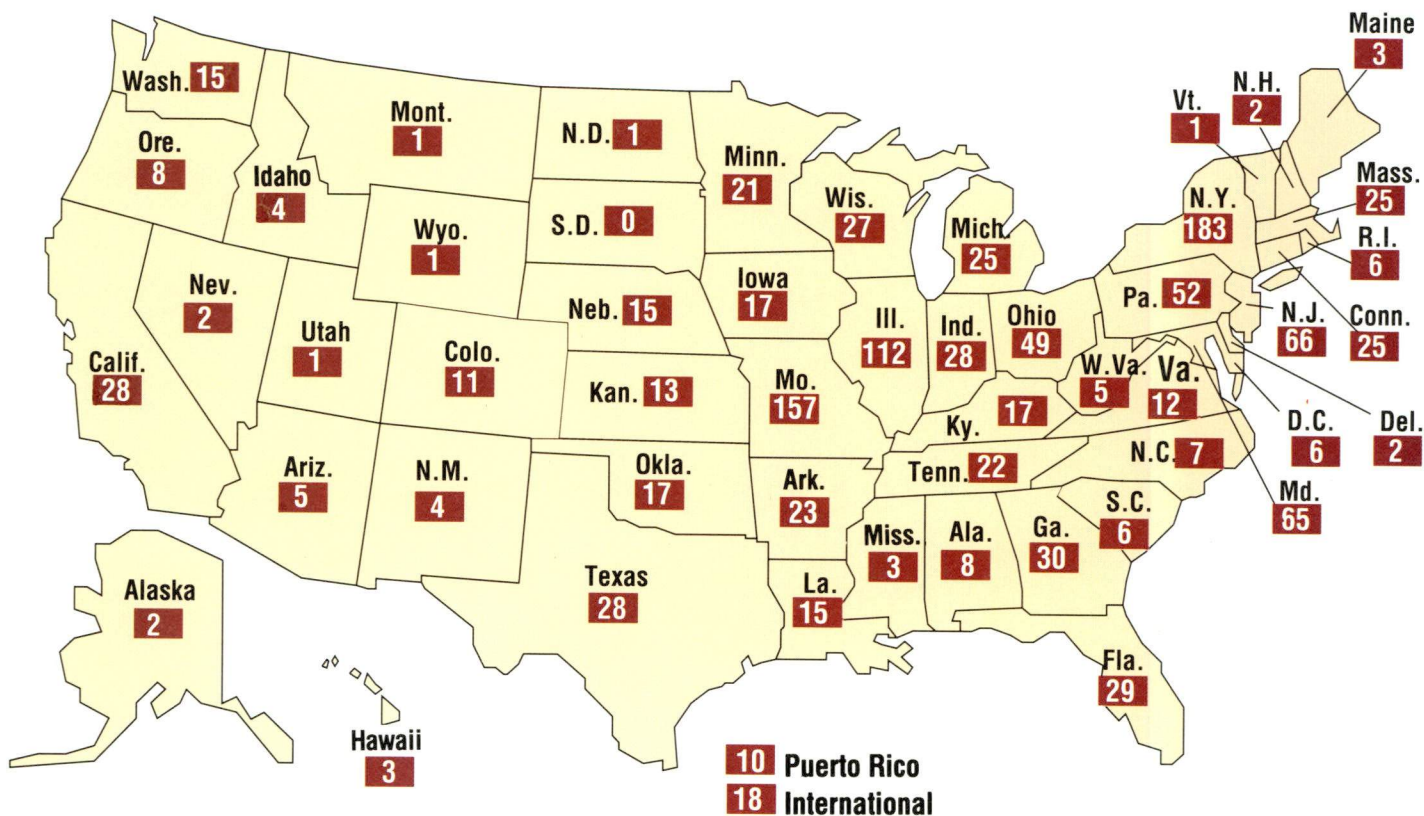 Maine
3
N.H.
2
Vt.
1
Wash. 15
Mont.
1
N.D. 1
Minn.
21
Ore.
8
Idaho
4
Wis.
27
Mich.
25
N.Y.
183
Mass.
25
S.D. 0
Wyo.
1
R.I.
6
Nev.
2
Iowa
17
Neb. 15
Pa. 52
N.J.
66
Conn.
25
Utah
1
Colo.
11
Ill.
112
Ind.
28
Ohio
49
Calif.
28
Kan. 13
Mo.
157
W.Va.
5
Va.
12
Ky. 17
D.C.
6
Del.
2
Ariz.
5
N.M.
4
Okla.
17
Ark.
23
Tenn. 22
N.C. 7
Md.
65
S.C.
6
Miss.
3
Ala.
8
Ga.
30
Alaska
2
Texas
28
La.
15
Fla.
29
Hawaii
3
10 Puerto Rico
18 International